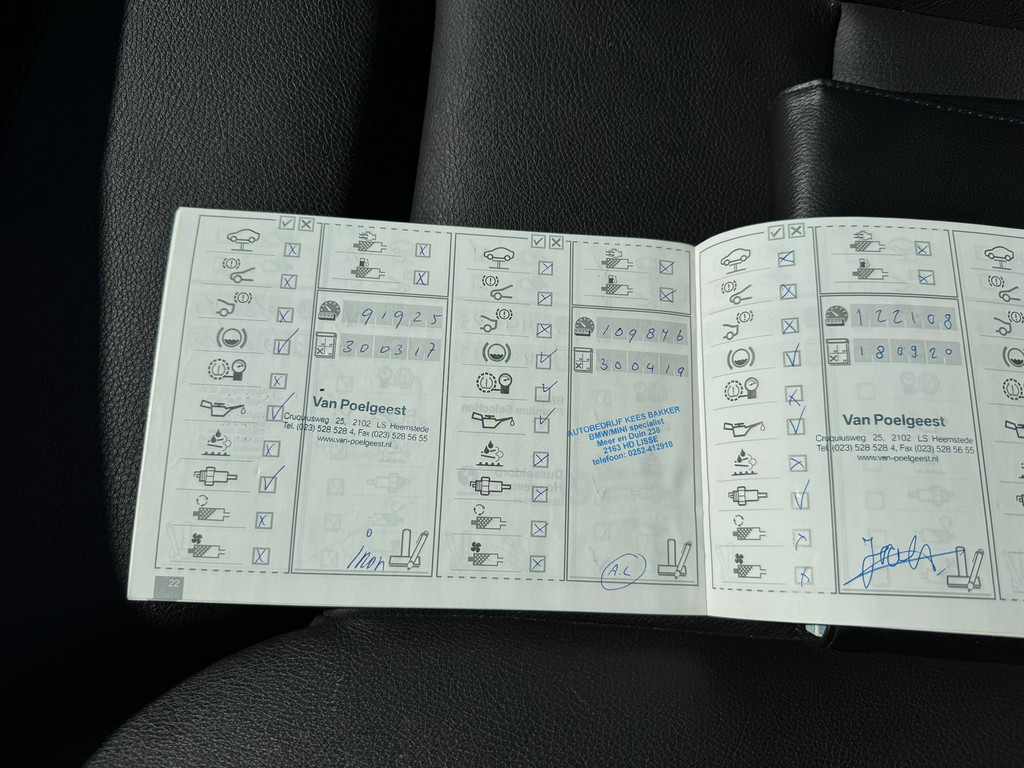 91925
300317
Van Poelgeest
Cruquiusweg 25, 2102 LS Heemstede
Tel. (023) 528 528 4, Fax (023) 528 56 55
www.van-poelgeest.nl
22
109876
300419
AUTOBEDRIJF KEES BAKKER
BMW/MINI specialist
Meer en Duin 238
2163 HD LISSE
telefoon: 0252-412910
A.L
122108
180920
Van Poelgeest
Cruquiusweg 25, 2102 LS Heemstede
Tel. (023) 528 528 4, Fax (023) 528 56 55
www.van-poelgeest.nl